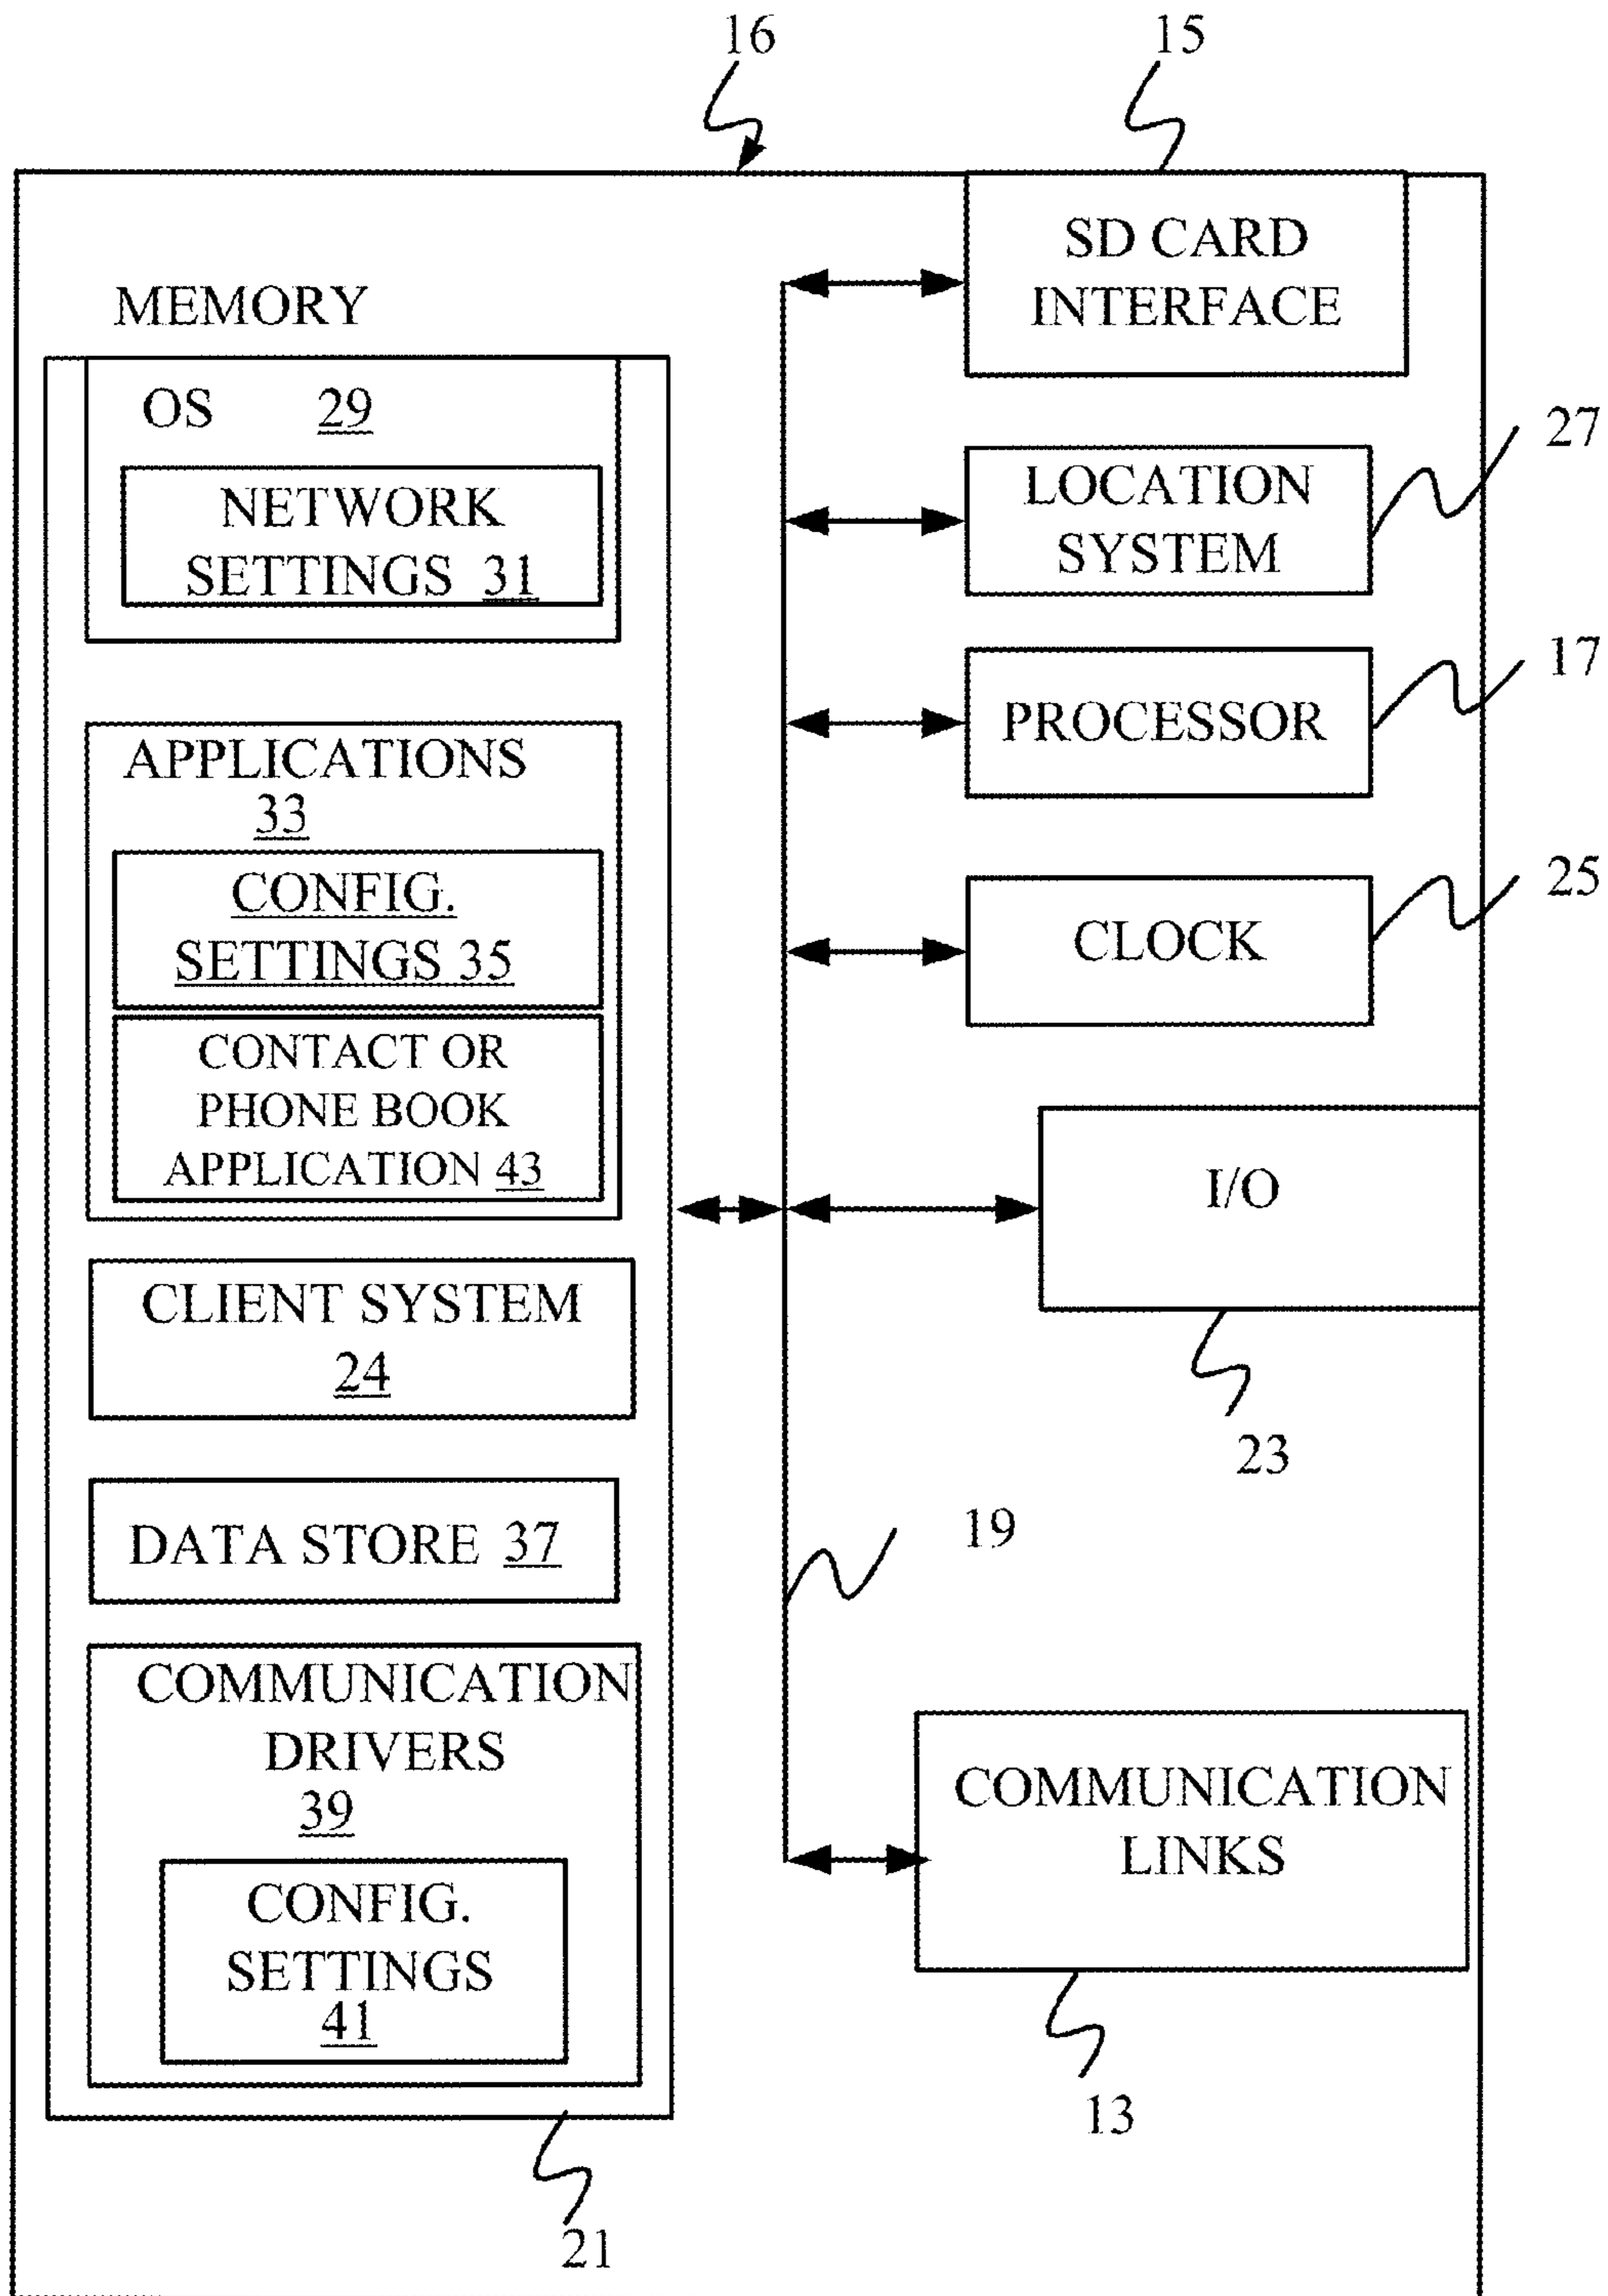 16
15
SD CARD
INTERFACE
MEMORY
OS 29
NETWORK
SETTINGS 31
APPLICATIONS
33
CONFIG.
SETTINGS 35
CONTACT OR
PHONE BOOK
APPLICATION 43
CLIENT SYSTEM
24
DATA STORE 37
COMMUNICATION
DRIVERS
39
CONFIG.
SETTINGS
41
21
LOCATION
SYSTEM
27
PROCESSOR
17
CLOCK
25
I/O
23
19
COMMUNICATION
LINKS
13